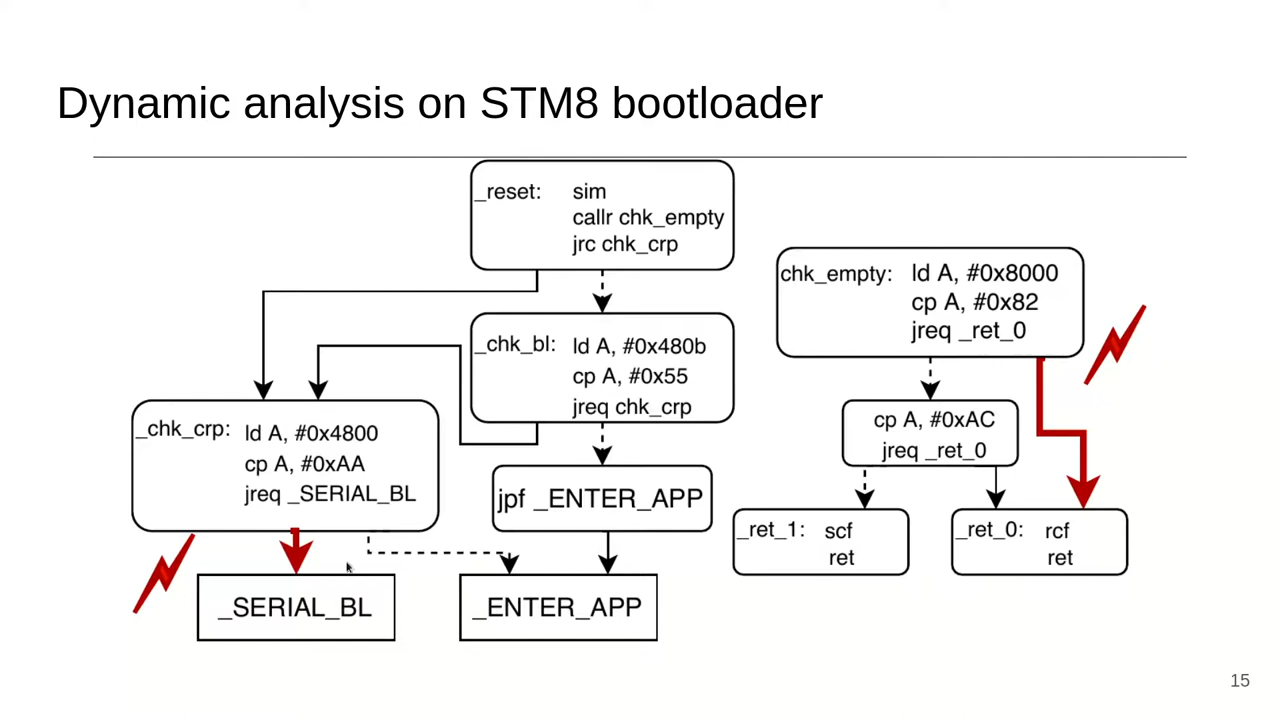 Dynamic analysis on STM8 bootloader
_reset: sim
callr chk_empty
jrc chk_crp
_chk_bl: ld A, #0x480b
cp A, #0x55
jreq chk_crp
_chk_crp: ld A, #0x4800
cp A, #0xAA
jreq _SERIAL_BL
jpf _ENTER_APP
_SERIAL_BL
_ENTER_APP
chk_empty: ld A, #0x8000
cp A, #0x82
jreq _ret_0
cp A, #0xAC
jreq _ret_0
_ret_1: scf
ret
_ret_0: rcf
ret
15